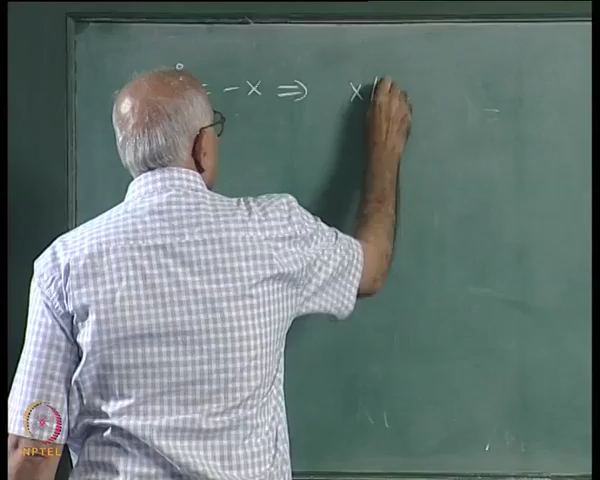 = - x ⇒ x (
NPTEL